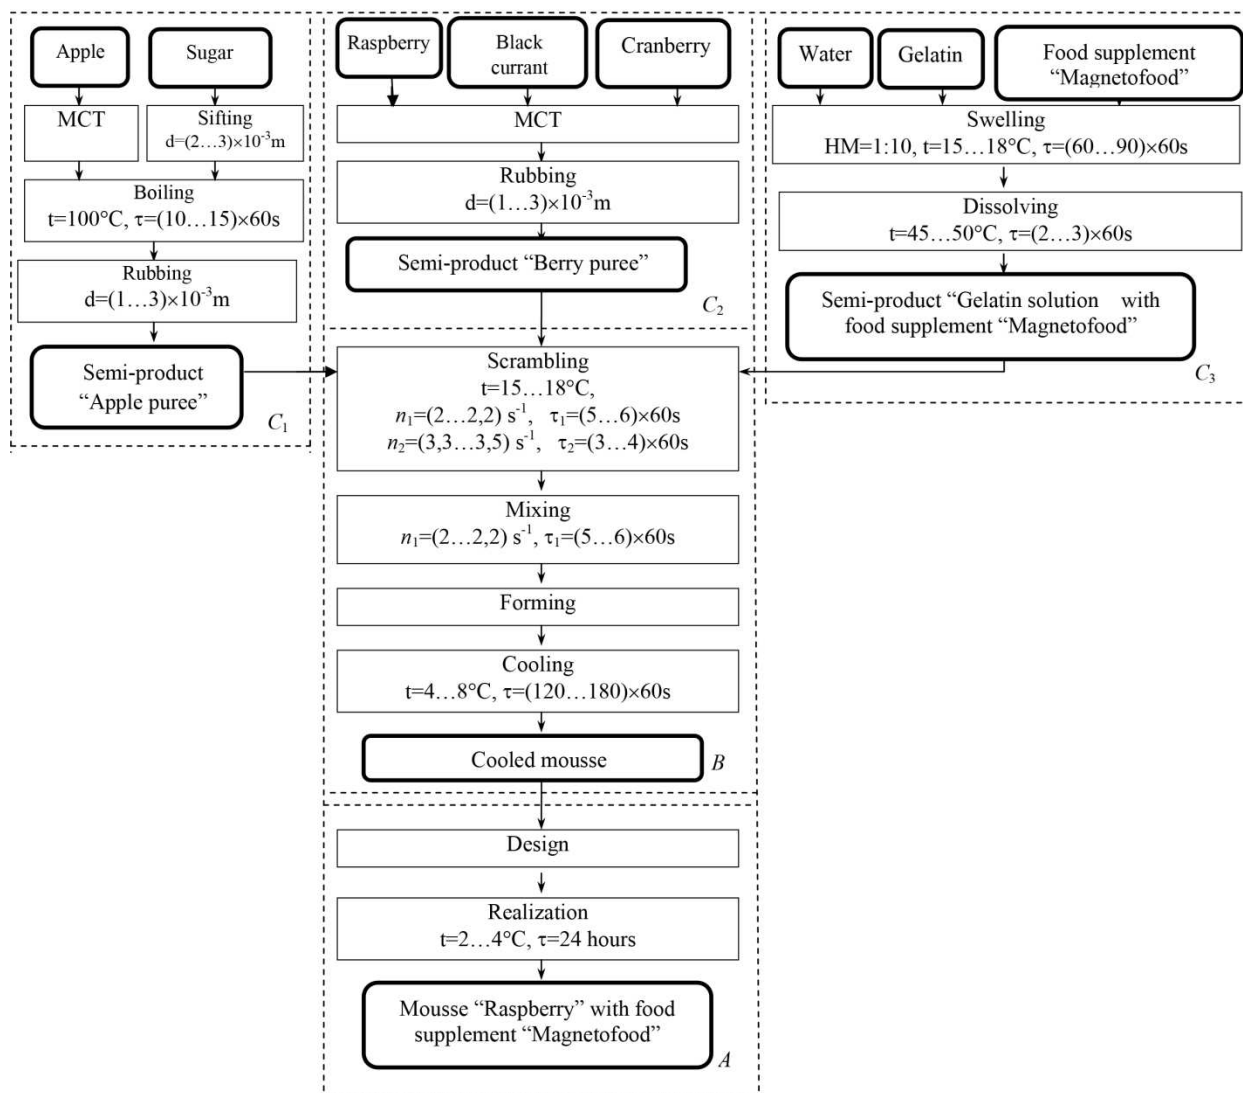 Apple
Sugar
MCT
Sifting
d=(2…3)×10⁻³m
Boiling
t=100°C, τ=(10…15)×60s
Rubbing
d=(1…3)×10⁻³m
Semi-product
“Apple puree”
C₁
Raspberry
Black
currant
Cranberry
MCT
Rubbing
d=(1…3)×10⁻³m
Semi-product “Berry puree”
C₂
Water
Gelatin
Food supplement
“Magnetofood”
Swelling
HM=1:10, t=15…18°C, τ=(60…90)×60s
Dissolving
t=45…50°C, τ=(2…3)×60s
Semi-product “Gelatin solution with
food supplement “Magnetofood”
C₃
Scrambling
t=15…18°C,
n₁=(2…2,2) s⁻¹, τ₁=(5…6)×60s
n₂=(3,3…3,5) s⁻¹, τ₂=(3…4)×60s
Mixing
n₁=(2…2,2) s⁻¹, τ₁=(5…6)×60s
Forming
Cooling
t=4…8°C, τ=(120…180)×60s
Cooled mousse
B
Design
Realization
t=2…4°C, τ=24 hours
Mousse “Raspberry” with food
supplement “Magnetofood”
A